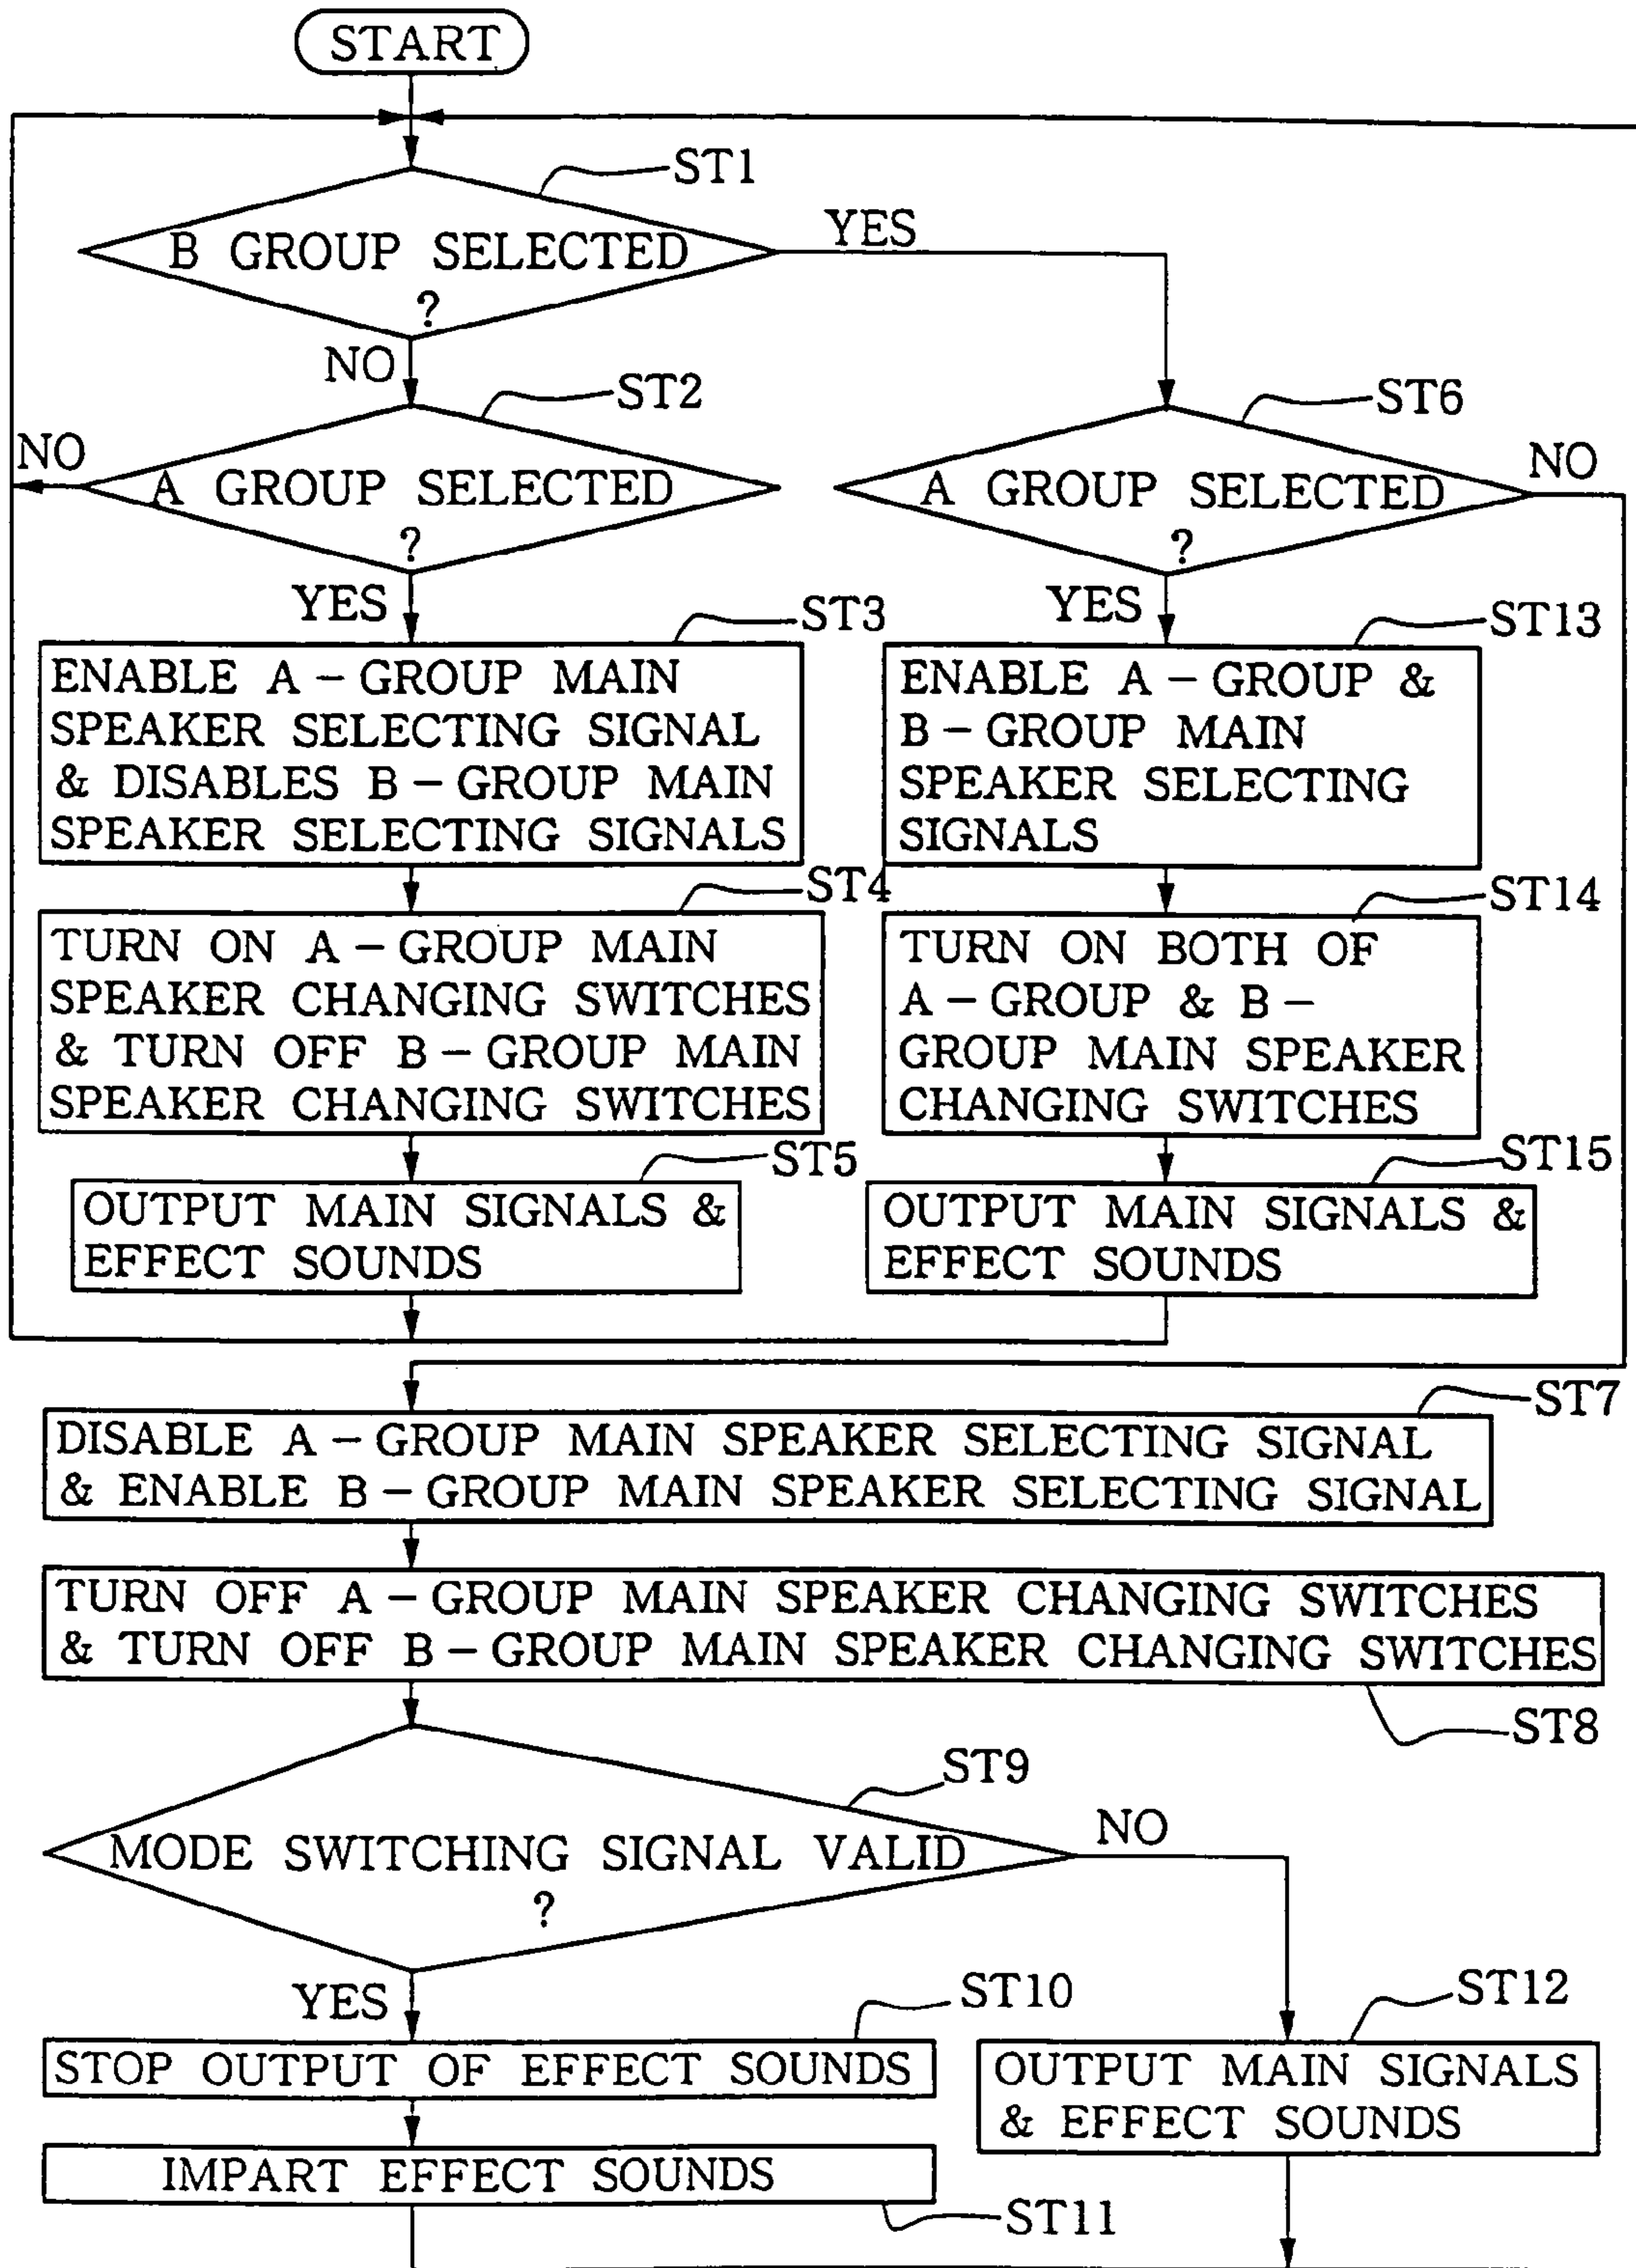 START
ST1
B GROUP SELECTED
?
YES
NO
ST2
A GROUP SELECTED
?
NO
YES
ST6
A GROUP SELECTED
?
NO
YES
ST3
ENABLE A – GROUP MAIN
SPEAKER SELECTING SIGNAL
& DISABLES B – GROUP MAIN
SPEAKER SELECTING SIGNALS
ST13
ENABLE A – GROUP &
B – GROUP MAIN
SPEAKER SELECTING
SIGNALS
ST4
TURN ON A – GROUP MAIN
SPEAKER CHANGING SWITCHES
& TURN OFF B – GROUP MAIN
SPEAKER CHANGING SWITCHES
ST14
TURN ON BOTH OF
A – GROUP & B –
GROUP MAIN SPEAKER
CHANGING SWITCHES
ST5
OUTPUT MAIN SIGNALS &
EFFECT SOUNDS
ST15
OUTPUT MAIN SIGNALS &
EFFECT SOUNDS
ST7
DISABLE A – GROUP MAIN SPEAKER SELECTING SIGNAL
& ENABLE B – GROUP MAIN SPEAKER SELECTING SIGNAL
TURN OFF A – GROUP MAIN SPEAKER CHANGING SWITCHES
& TURN OFF B – GROUP MAIN SPEAKER CHANGING SWITCHES
ST8
ST9
MODE SWITCHING SIGNAL VALID
?
NO
YES
ST10
STOP OUTPUT OF EFFECT SOUNDS
ST12
OUTPUT MAIN SIGNALS
& EFFECT SOUNDS
IMPART EFFECT SOUNDS
ST11